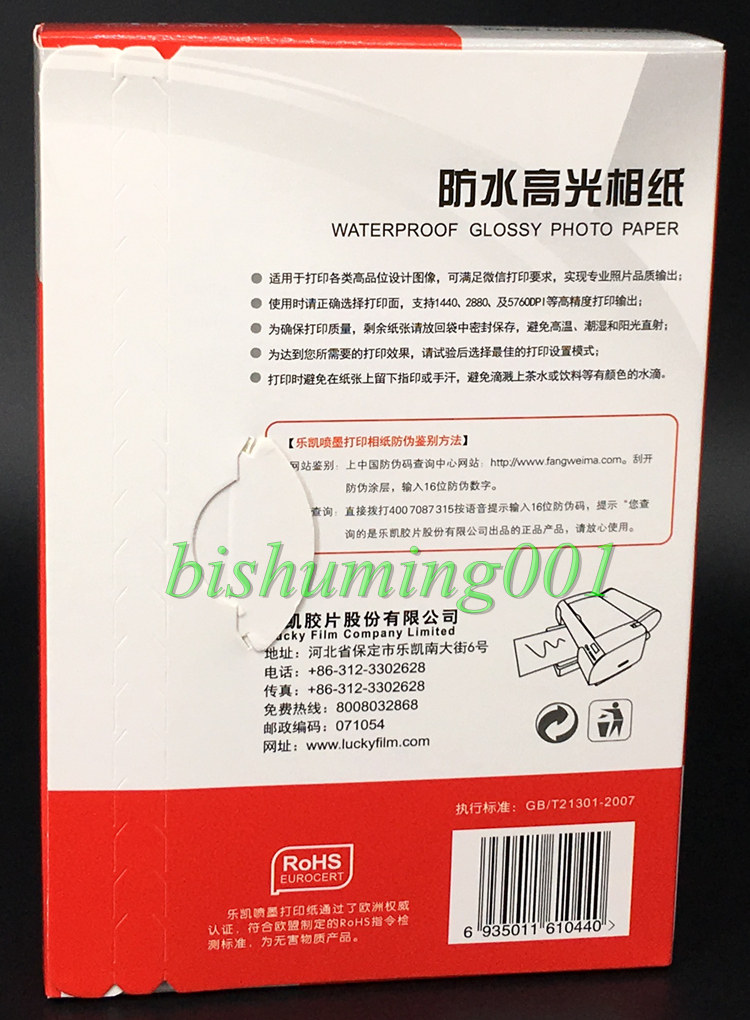 防水高光相纸
WATERPROOF GLOSSY PHOTO PAPER
适用于打印各类高品位设计图像，可满足微信打印要求，实现专业照片品质输出；
使用时请正确选择打印面，支持1440、2880、及5760DPI等高精度打印输出；
为确保打印质量，剩余纸张请放回袋中密封保存，避免高温、潮湿和阳光直射；
为达到您所需要的打印效果，请试验后选择最佳的打印设置模式；
打印时避免在纸张上留下指印或手汗，避免滴溅上茶水或饮料等有颜色的水滴。
【乐凯喷墨打印相纸防伪鉴别方法】
网站鉴别：上中国防伪码查询中心网站：http://www.fangweima.com。刮开
防伪涂层，输入16位防伪数字。
查询：直接拨打400 7087315按语音提示输入16位防伪码，提示“您查
询的是乐凯胶片股份有限公司出品的正品产品，请放心使用。
bishuming001
凯胶片股份有限公司
ucky Film Company Limited
地址：河北省保定市乐凯南大街6号
电话：+86-312-3302628
传真：+86-312-3302628
免费热线：8008032868
邮政编码：071054
网址：www.luckyfilm.com
执行标准：GB/T21301-2007
RoHS
EUROCERT
乐凯喷墨打印纸通过了欧洲权威
认证，符合欧盟制定的RoHS指令检
测标准，为无害物质产品。
6 935011 610440 >